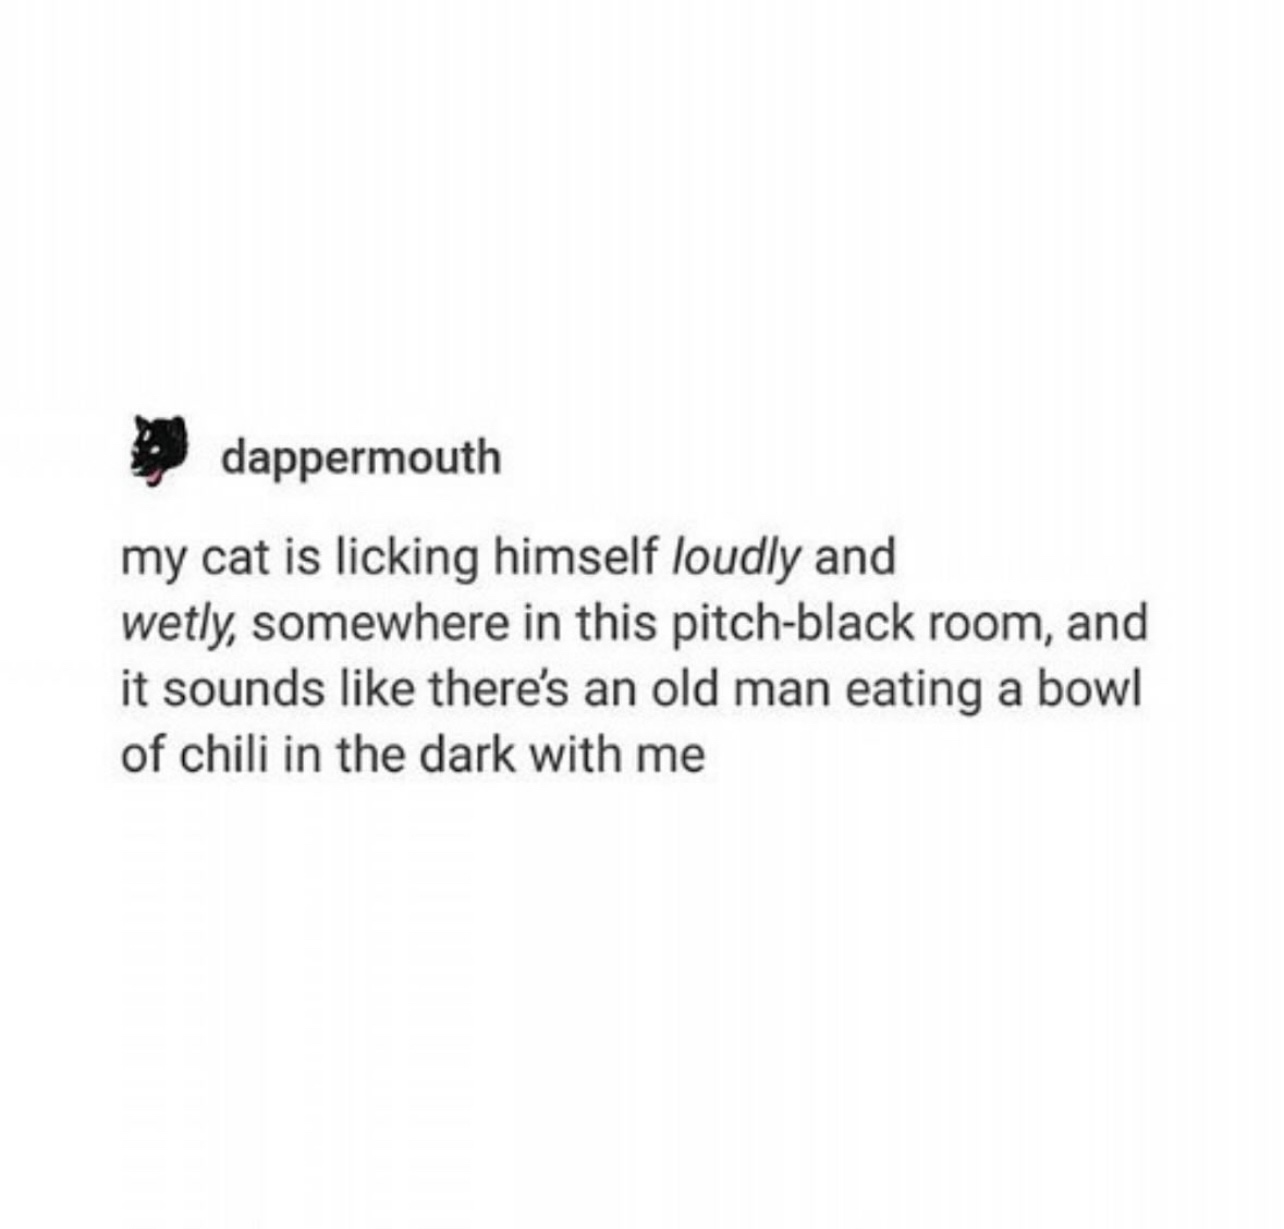 dappermouth
my cat is licking himself loudly and
wetly, somewhere in this pitch-black room, and
it sounds like there's an old man eating a bowl
of chili in the dark with me